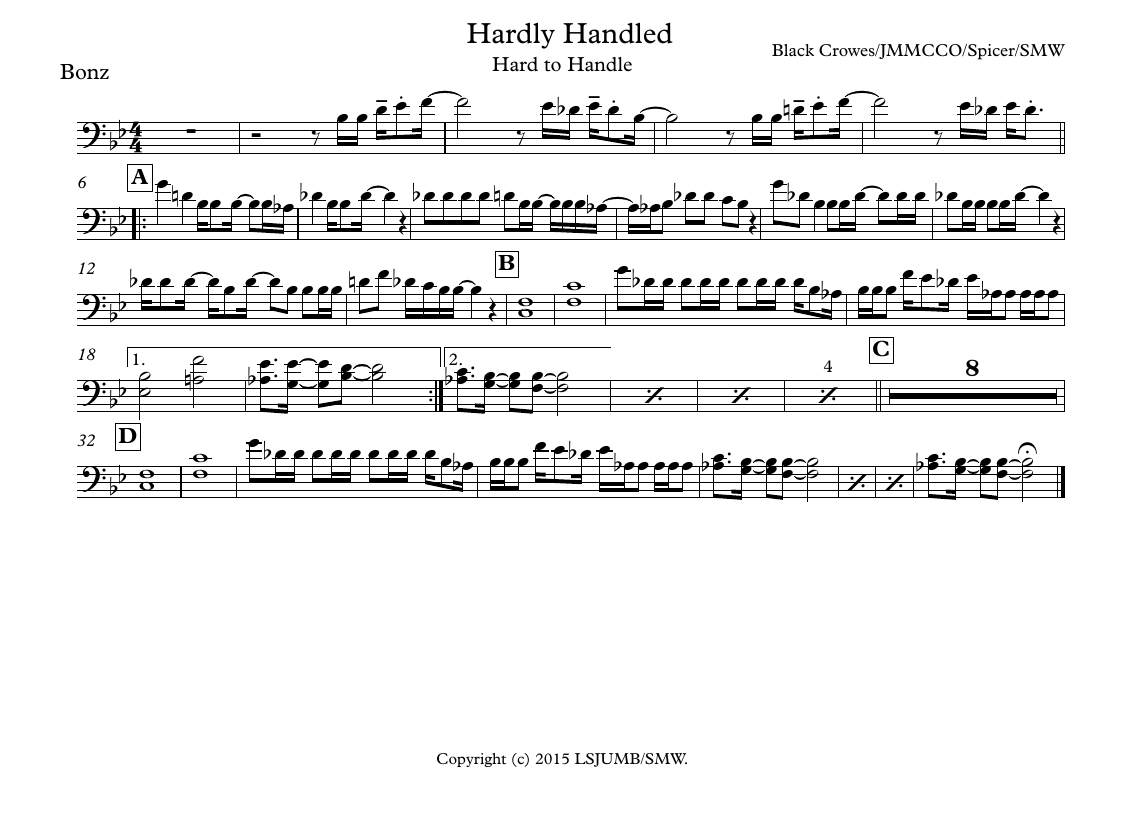 Hardly Handled
Hard to Handle
Black Crowes/JMMCCO/Spicer/SMW
Bonz
4
4
A
6
B
12
C
18
1.
2.
4
8
D
32
Copyright (c) 2015 LSJUMB/SMW.